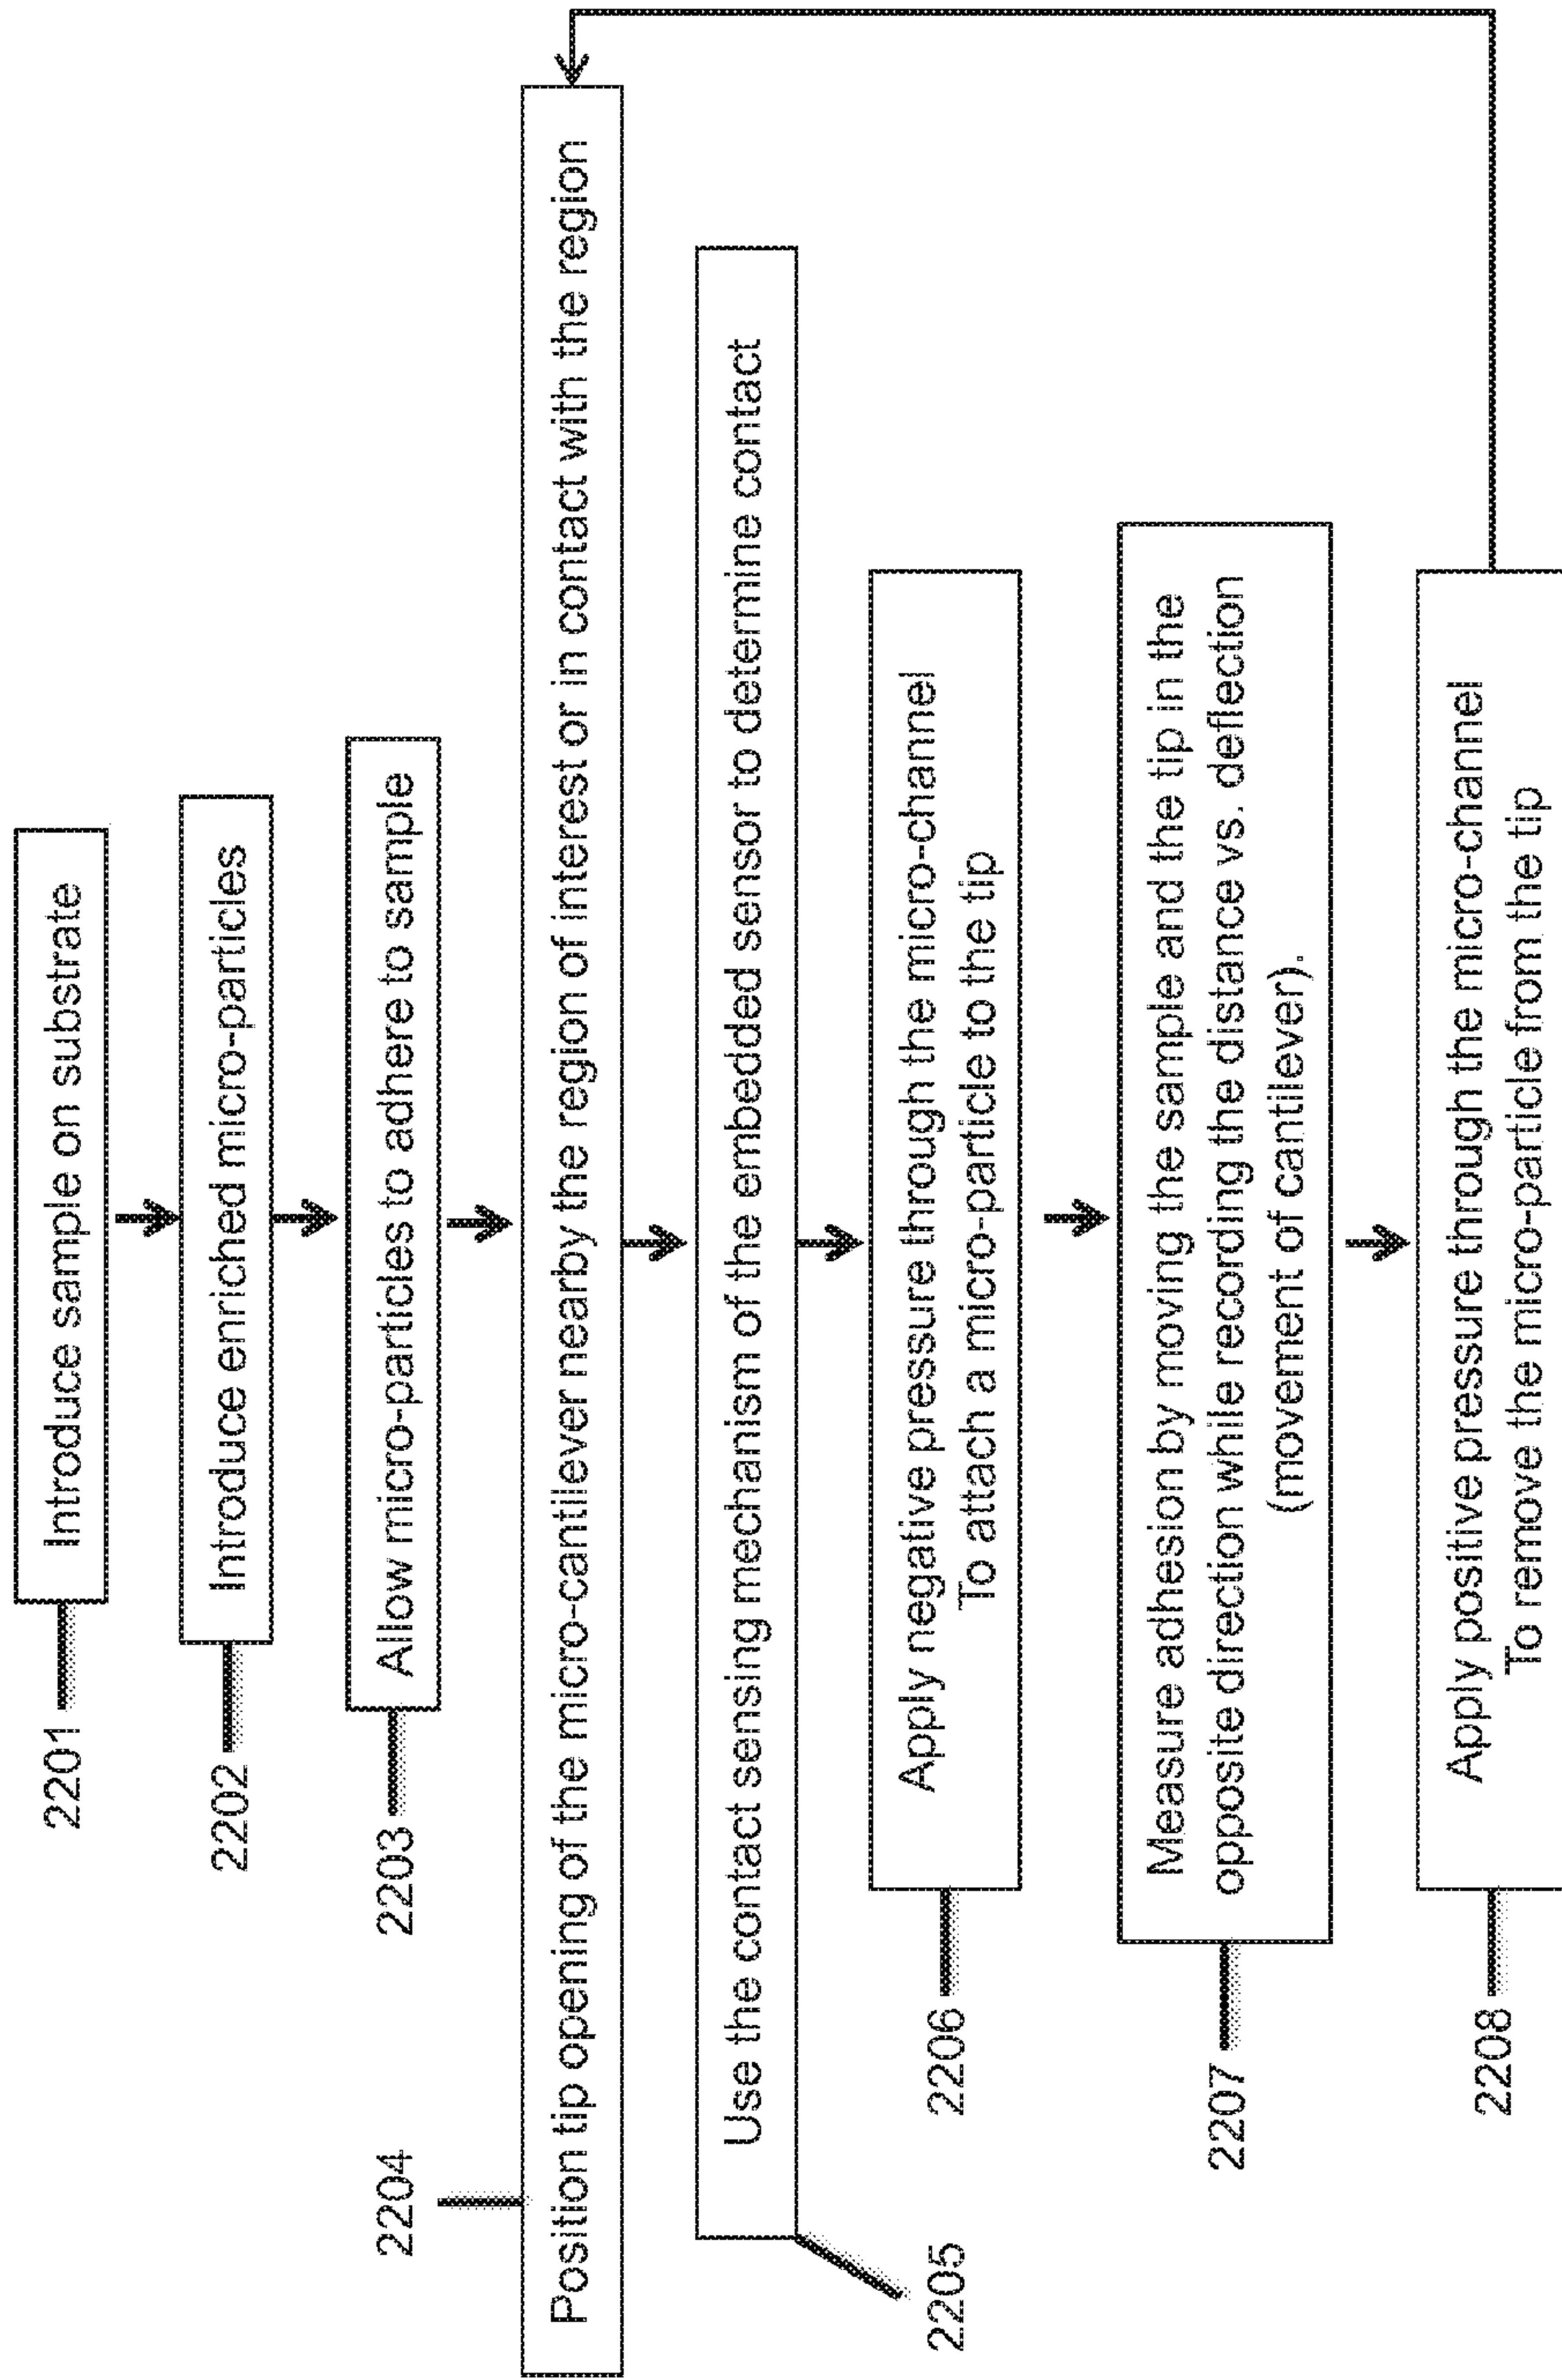 2201
Introduce sample on substrate
2202
Introduce enriched micro-particles
2203
Allow micro-particles to adhere to sample
2204
Position tip opening of the micro-cantilever nearby the region of interest or in contact with the region
2205
Use the contact sensing mechanism of the embedded sensor to determine contact
2206
Apply negative pressure through the micro-channel
To attach a micro-particle to the tip
2207
Measure adhesion by moving the sample and the tip in the
opposite direction while recording the distance vs. deflection
(movement of cantilever).
2208
Apply positive pressure through the micro-channel
To remove the micro-particle from the tip